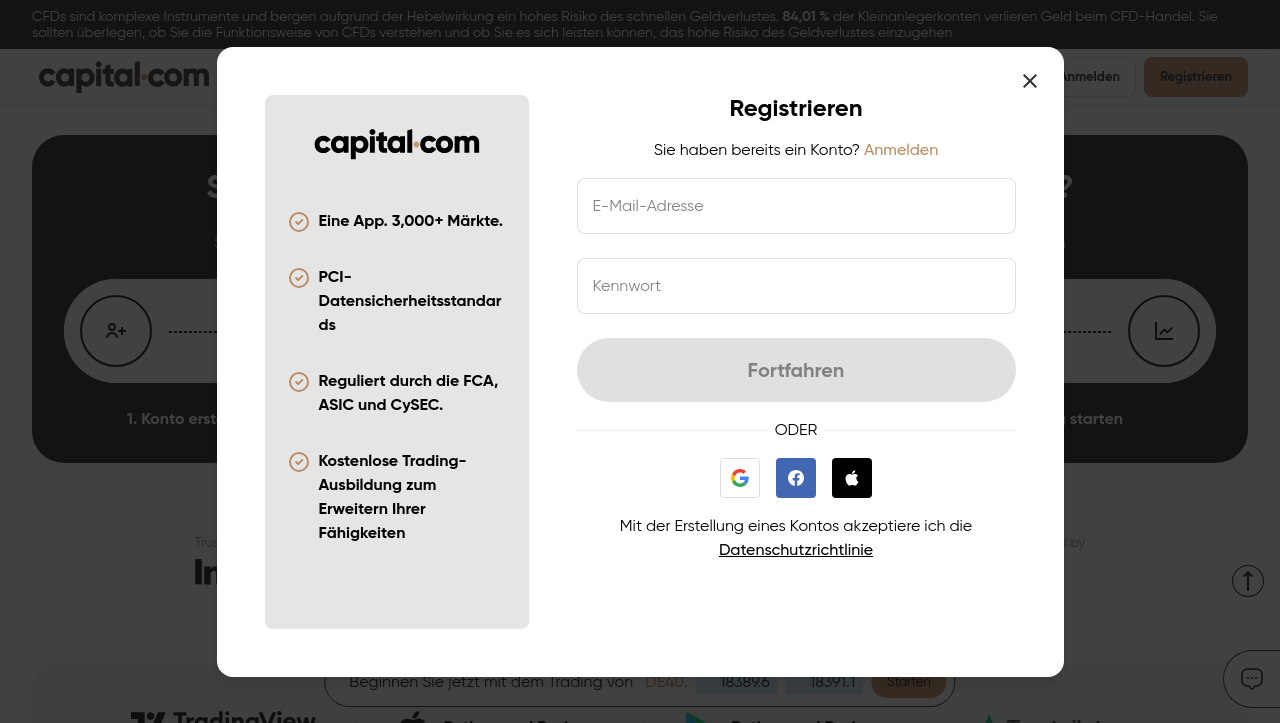 CFDs sind komplexe Instrumente und bergen aufgrund der Hebelwirkung ein hohes Risiko des schnellen Geldverlustes. 84,01 % der Kleinanlegerkonten verlieren Geld beim CFD-Handel. Sie
sollten überlegen, ob Sie die Funktionsweise von CFDs verstehen und ob Sie es sich leisten können, das hohe Risiko des Geldverlustes einzugehen
capital.com
Anmelden
Registrieren
capital.com
Eine App. 3,000+ Märkte.
PCI-
Datensicherheitsstandar
ds
Reguliert durch die FCA,
ASIC und CySEC.
Kostenlose Trading-
Ausbildung zum
Erweitern Ihrer
Fähigkeiten
Registrieren
Sie haben bereits ein Konto? Anmelden
E-Mail-Adresse
Kennwort
Fortfahren
ODER
Mit der Erstellung eines Kontos akzeptiere ich die
Datenschutzrichtlinie
1. Konto
starten
by
Beginnen Sie jetzt mit dem Trading von DE40. 18389.6 18391.1 Starten
TradingView